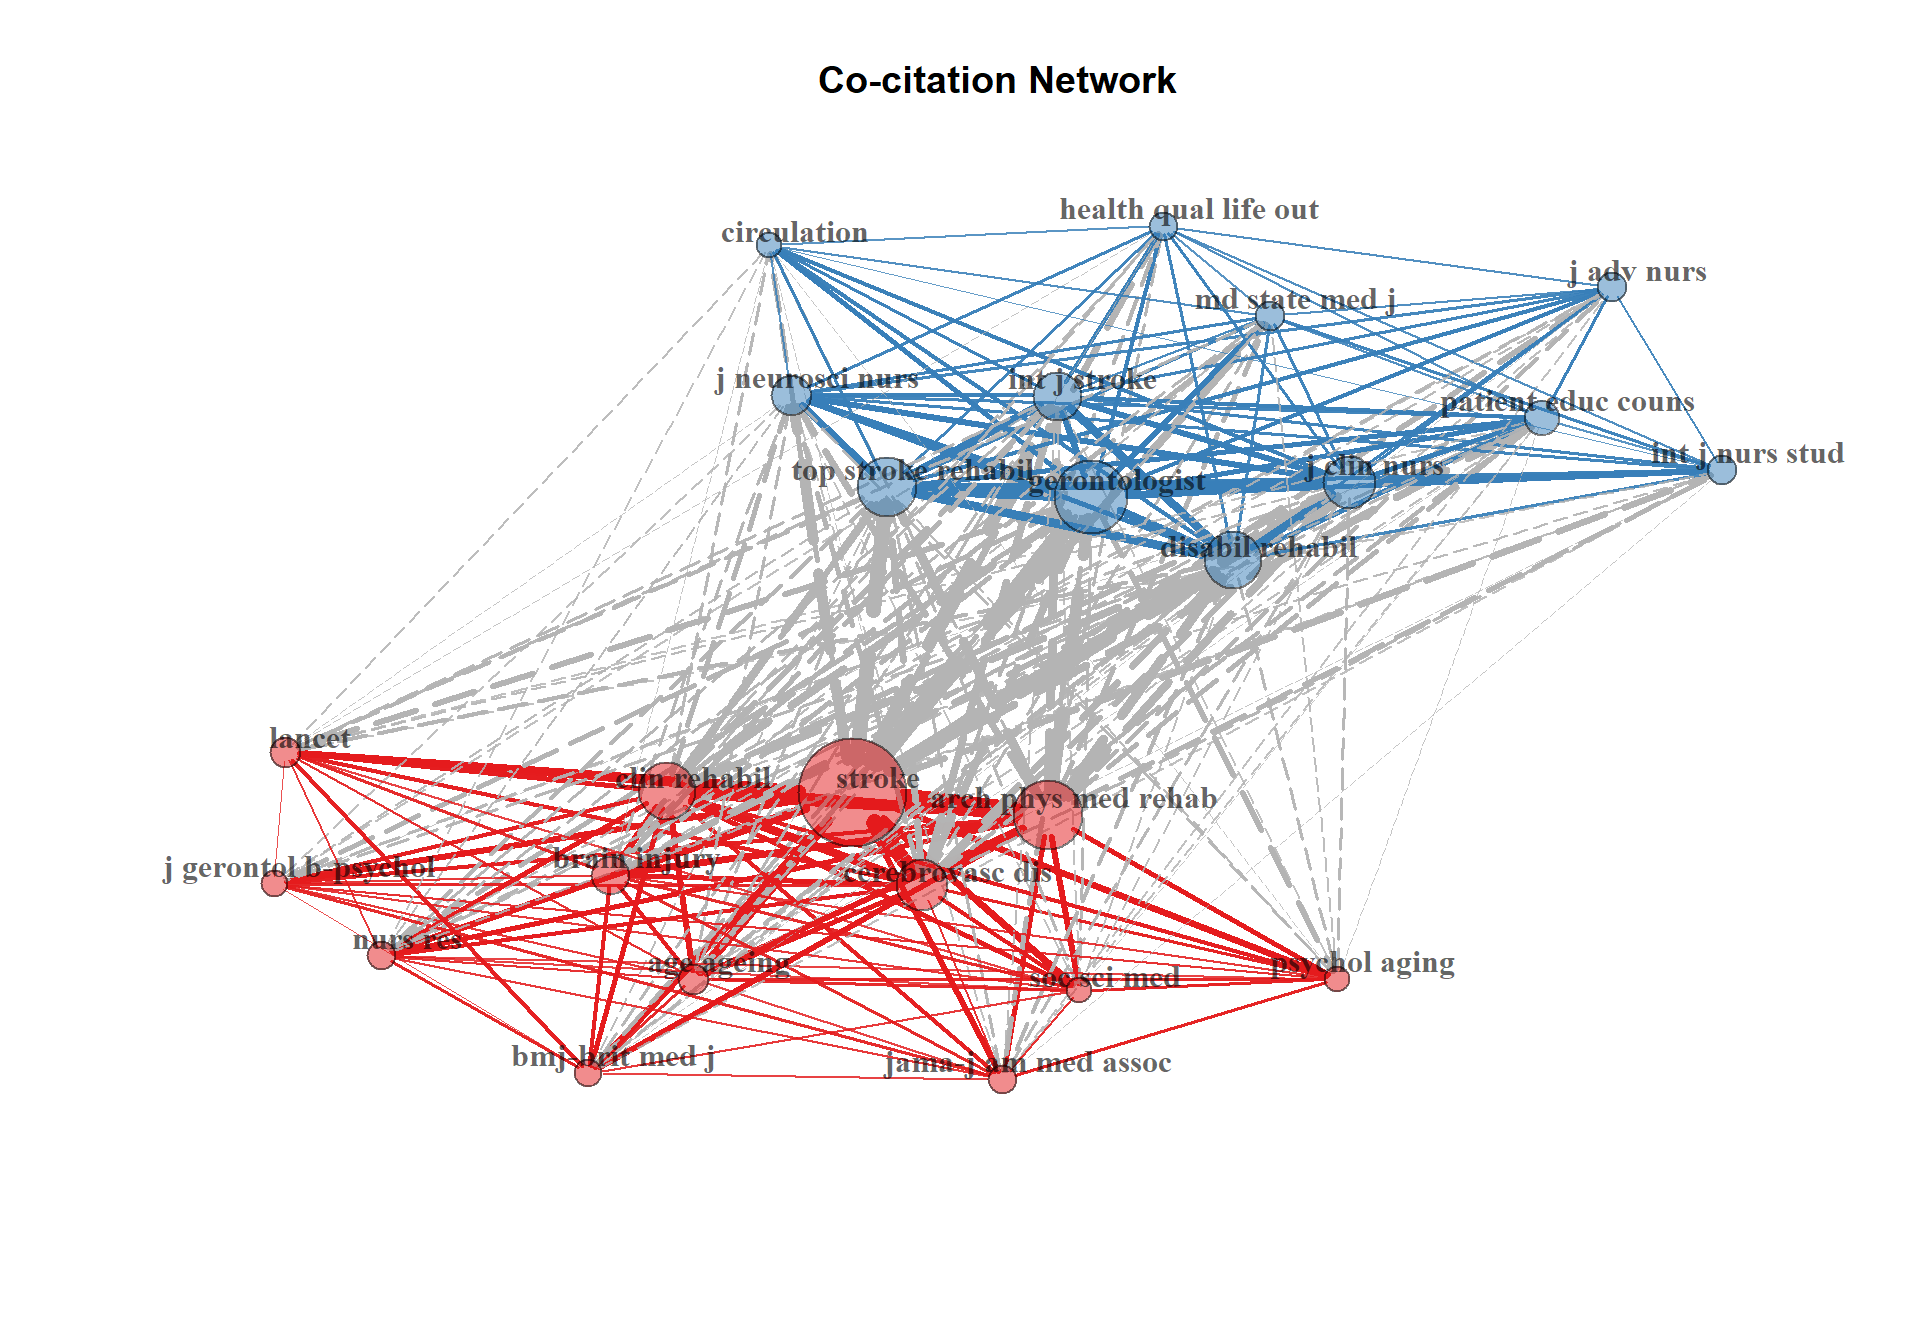 Co-citation Network
health qual life out
circulation
j adv nurs
md state med j
j neurosci nurs
int j stroke
patient educ couns
int j nurs stud
top stroke rehabil
gerontologist
j clin nurs
disabil rehabil
lancet
clin rehabil
stroke
arch phys med rehab
j gerontol b-psychol
brain injury
cerebrovasc dis
nurs res
age ageing
soc sci med
psychol aging
bmj-brit med j
jama-j am med assoc